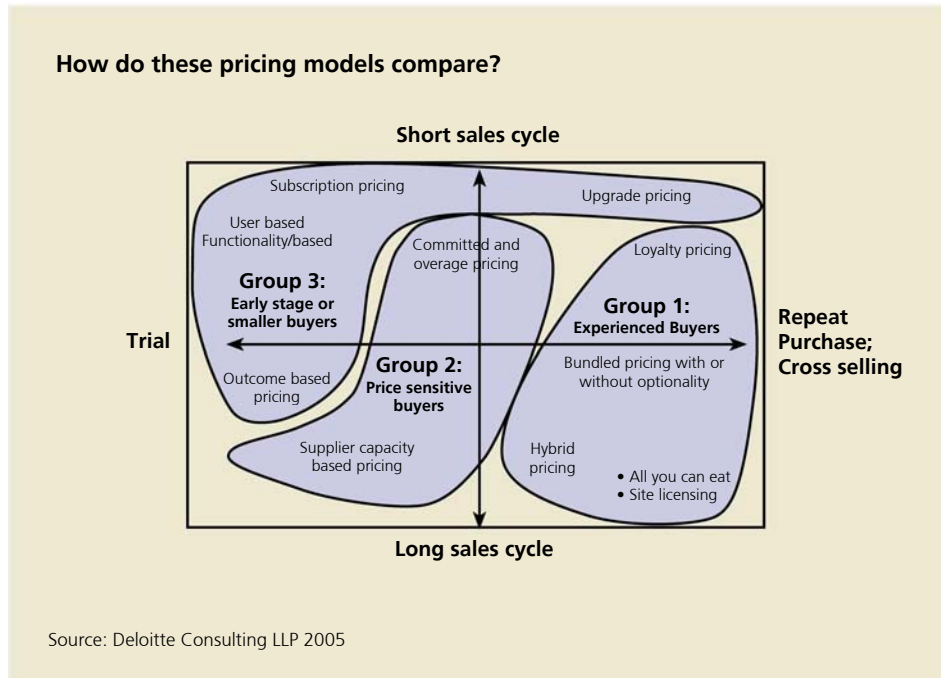 How do these pricing models compare?
Short sales cycle
Subscription pricing
Upgrade pricing
User based
Functionality/based
Committed and
overage pricing
Loyalty pricing
Group 3:
Early stage or
smaller buyers
Group 1:
Experienced Buyers
Trial
Repeat
Purchase;
Cross selling
Group 2:
Price sensitive
buyers
Bundled pricing with or
without optionality
Outcome based
pricing
Supplier capacity
based pricing
Hybrid
pricing
• All you can eat
• Site licensing
Long sales cycle
Source: Deloitte Consulting LLP 2005